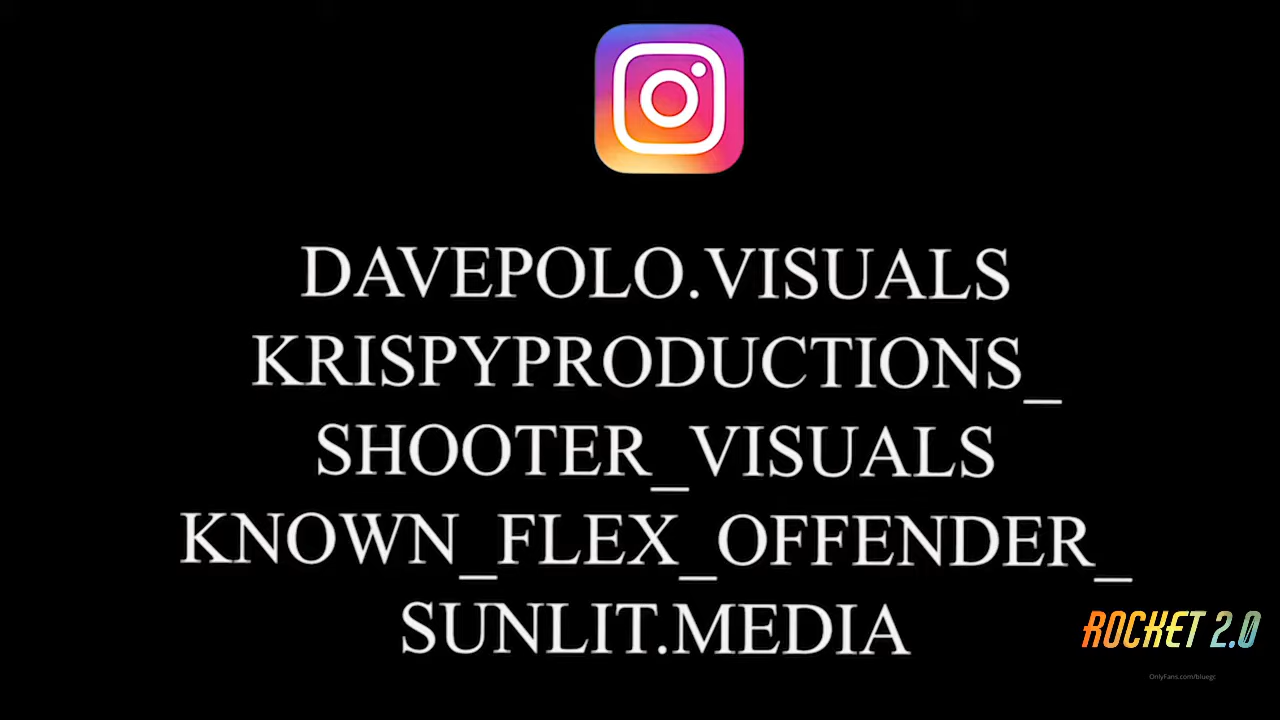 DAVEPOLO.VISUALS
KRISPYPRODUCTIONS_
SHOOTER_VISUALS
KNOWN_FLEX_OFFENDER_
SUNLIT.MEDIA
ROCKET 2.0